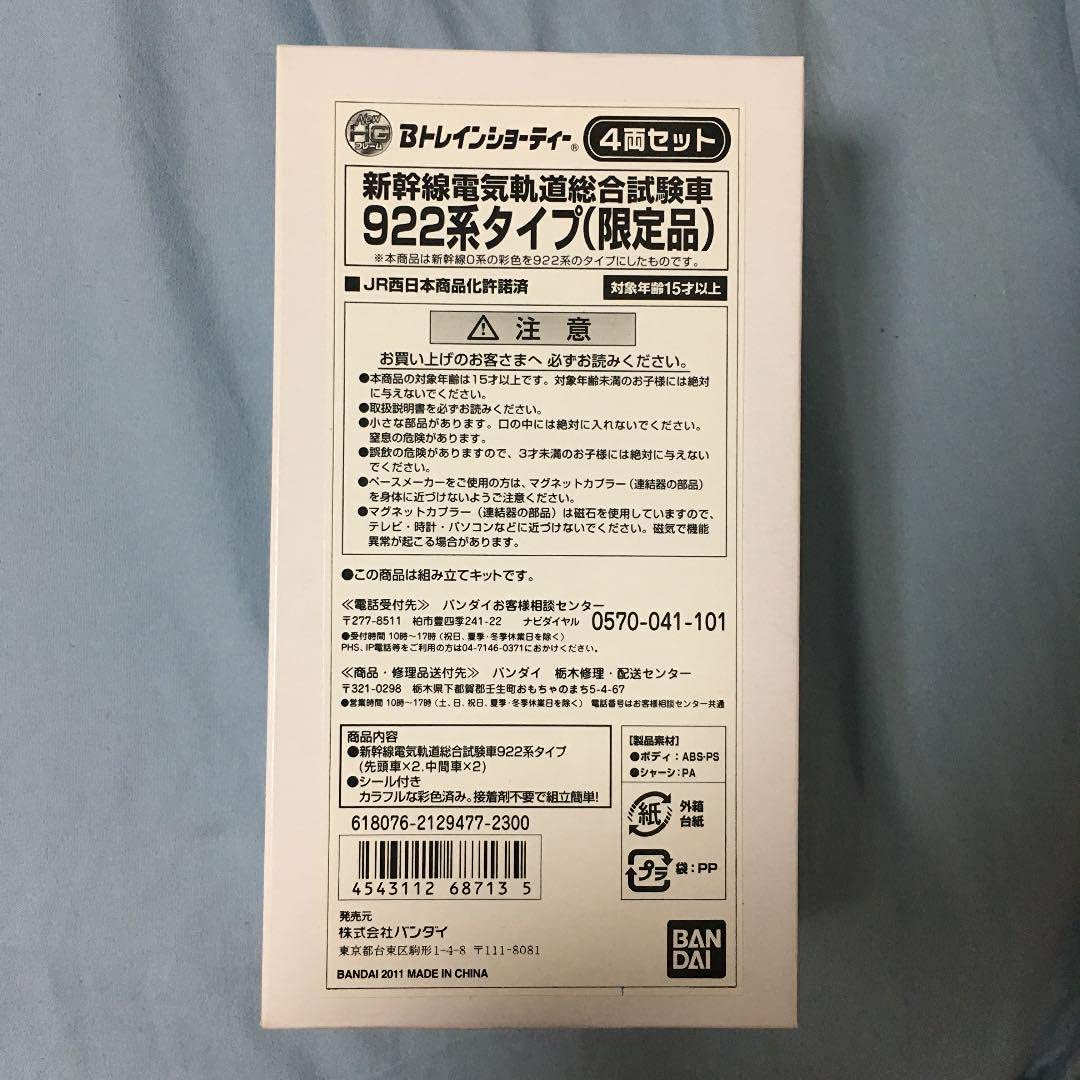 New HG フレーム Bトレインショーティー® 4両セット
新幹線電気軌道総合試験車
922系タイプ(限定品)
※本商品は新幹線0系の彩色を922系のタイプにしたものです。
■JR西日本商品化許諾済 対象年齢15才以上
注意
お買い上げのお客さまへ 必ずお読みください。
●本商品の対象年齢は15才以上です。対象年齢未満のお子様には絶対
に与えないでください。
●取扱説明書を必ずお読みください。
●小さな部品があります。口の中には絶対に入れないでください。
窒息の危険があります。
●誤飲の危険がありますので、3才未満のお子様には絶対に与えない
でください。
●ペースメーカーをご使用の方は、マグネットカプラー(連結器の部品)
を身体に近づけないようご注意ください。
●マグネットカプラー(連結器の部品)は磁石を使用していますので、
テレビ・時計・パソコンなどに近づけないでください。磁気で機能
異常が起こる場合があります。
●この商品は組み立てキットです。
≪電話受付先≫ バンダイお客様相談センター
〒277-8511 柏市豊四季241-22 ナビダイヤル 0570-041-101
●受付時間 10時〜17時(祝日、夏季・冬季休業日を除く)
PHS、IP電話等をご利用の方は04-7146-0371におかけください。
≪商品・修理品送付先≫ バンダイ 栃木修理・配送センター
〒321-0298 栃木県下都賀郡壬生町おもちゃのまち5-4-67
●営業時間 10時〜17時(土、日、祝日、夏季・冬季休業日を除く) 電話番号はお客様相談センター共通
商品内容
●新幹線電気軌道総合試験車922系タイプ
(先頭車×2.中間車×2)
●シール付き
カラフルな彩色済み。接着剤不要で組立簡単!
【製品素材】
●ボディ:ABS・PS
●シャーシ:PA
紙 外箱
台紙
プラ 袋:PP
618076-2129477-2300
4543112 68713 5
発売元
株式会社バンダイ
東京都台東区駒形1-4-8 〒111-8081
BANDAI 2011 MADE IN CHINA
BAN
DAI